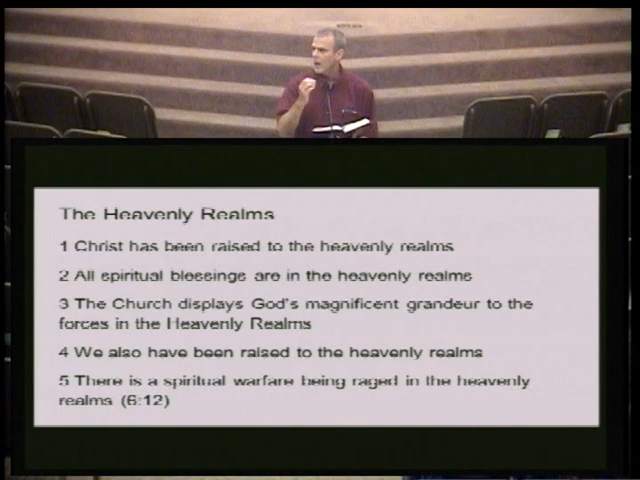 The Heavenly Realms
1 Christ has been raised to the heavenly realms
2 All spiritual blessings are in the heavenly realms
3 The Church displays God's magnificent grandeur to the
forces in the Heavenly Realms
4 We also have been raised to the heavenly realms
5 There is a spiritual warfare being raged in the heavenly
realms (6:12)